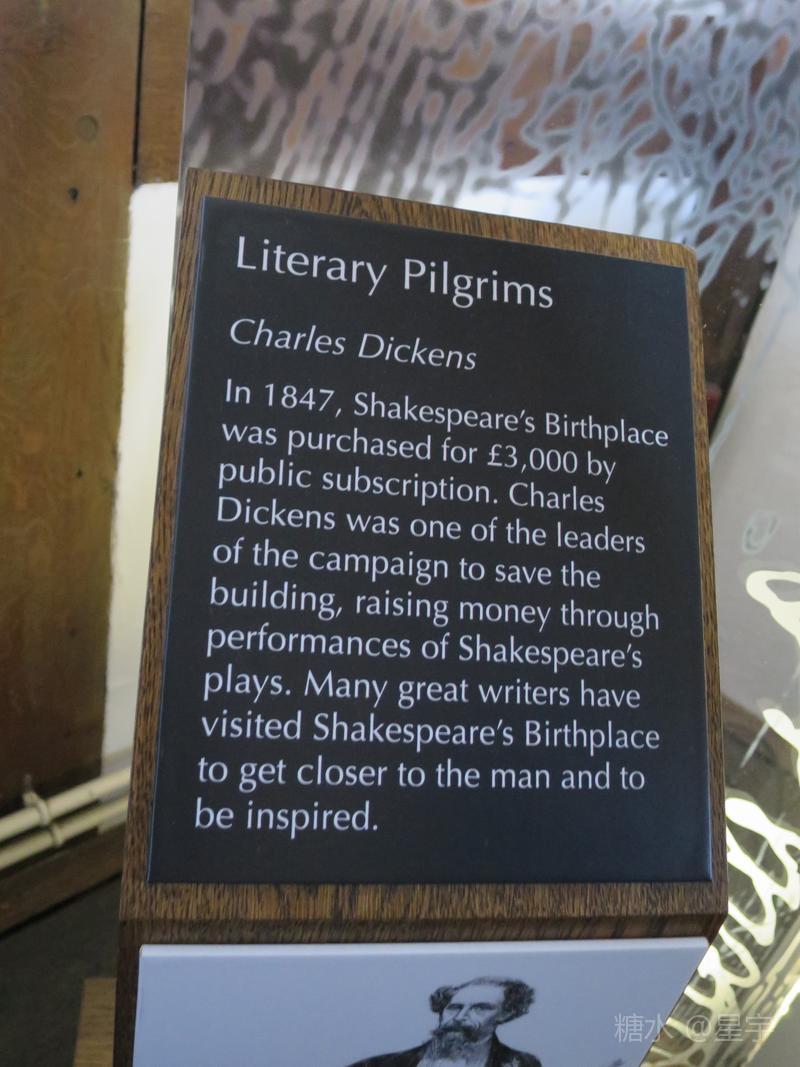 Literary Pilgrims
Charles Dickens
In 1847, Shakespeare's Birthplace
was purchased for £3,000 by
public subscription. Charles
Dickens was one of the leaders
of the campaign to save the
building, raising money through
performances of Shakespeare's
plays. Many great writers have
visited Shakespeare's Birthplace
to get closer to the man and to
be inspired.
糖水 @星宇